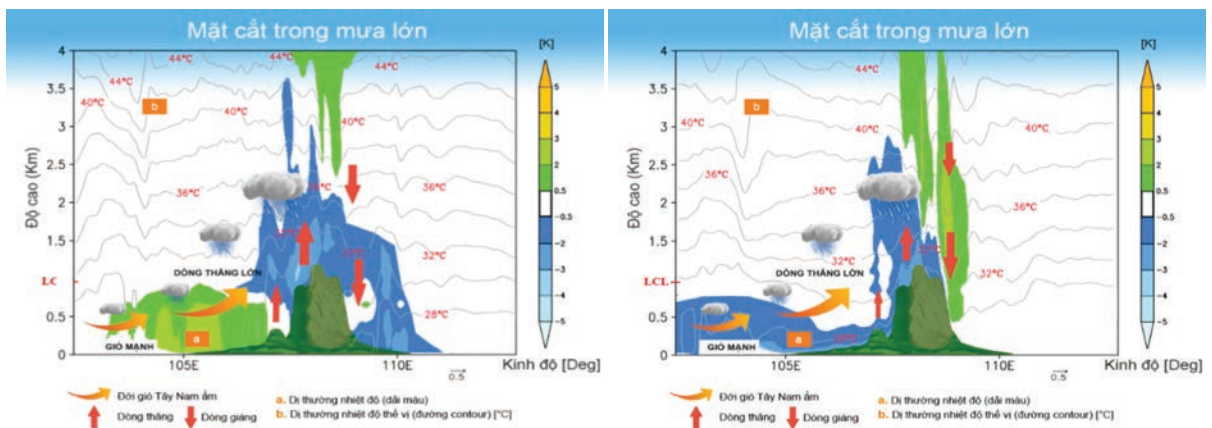 Mặt cắt trong mưa lớn
[K]
4
3.5
3
2.5
2
1.5
1
0.5
0
Độ cao (Km)
LC
44°C
44°C
44°C
44°C
40°C
40°C
40°C
36°C
36°C
32°C
28°C
b
DÒNG THĂNG LỚN
GIÓ MẠNH
a
105E
110E
Kinh độ [Deg]
0.5
5
4
3
2
0.5
-0.5
-2
-3
-4
-5
Đới gió Tây Nam ẩm
Dòng thăng
Dòng giáng
a. Dị thường nhiệt độ (dải màu)
b. Dị thường nhiệt độ thế vị (đường contour) [°C]
Mặt cắt trong mưa lớn
[K]
4
3.5
3
2.5
2
1.5
1
0.5
0
Độ cao (Km)
LCL
44°C
44°C
40°C
40°C
40°C
36°C
36°C
32°C
32°C
b
DÒNG THĂNG LỚN
GIÓ MẠNH
a
105E
110E
Kinh độ [Deg]
0.5
5
4
3
2
0.5
-0.5
-2
-3
-4
-5
Đới gió Tây Nam ẩm
Dòng thăng
Dòng giáng
a. Dị thường nhiệt độ (dải màu)
b. Dị thường nhiệt độ thế vị (đường contour) [°C]